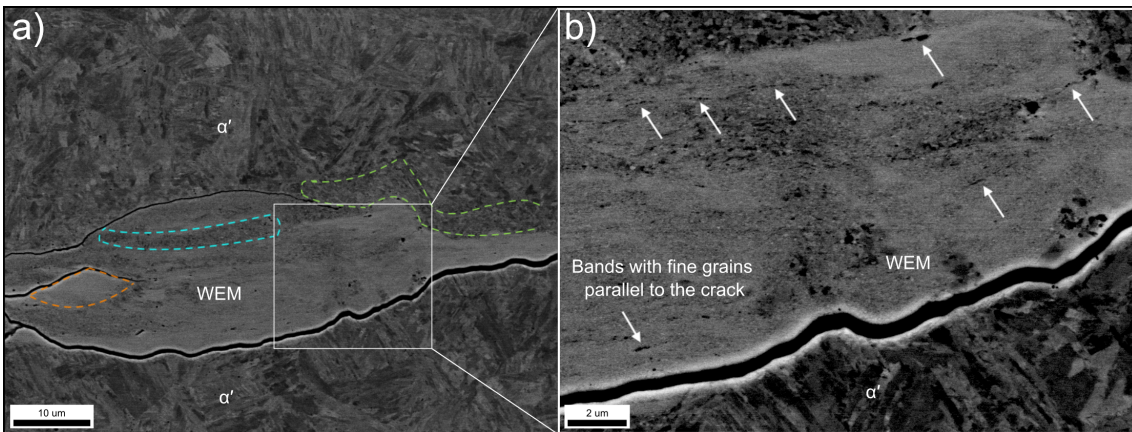 a)
α′
WEM
α′
10 um
b)
Bands with fine grains
parallel to the crack
WEM
α′
2 um